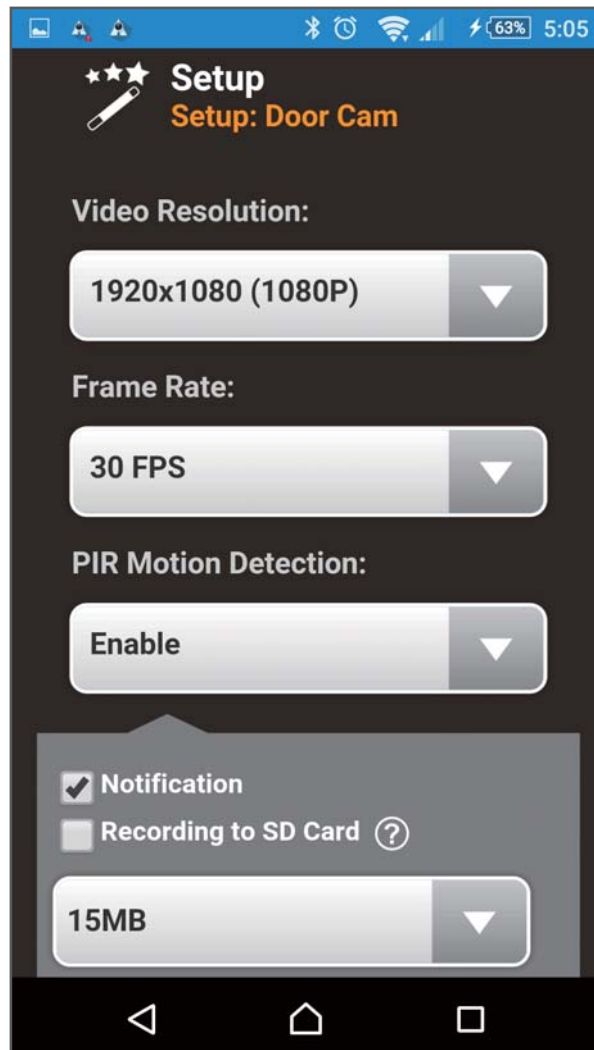 63% 5:05
Setup
Setup: Door Cam
Video Resolution:
1920x1080 (1080P)
Frame Rate:
30 FPS
PIR Motion Detection:
Enable
Notification
Recording to SD Card ?
15MB